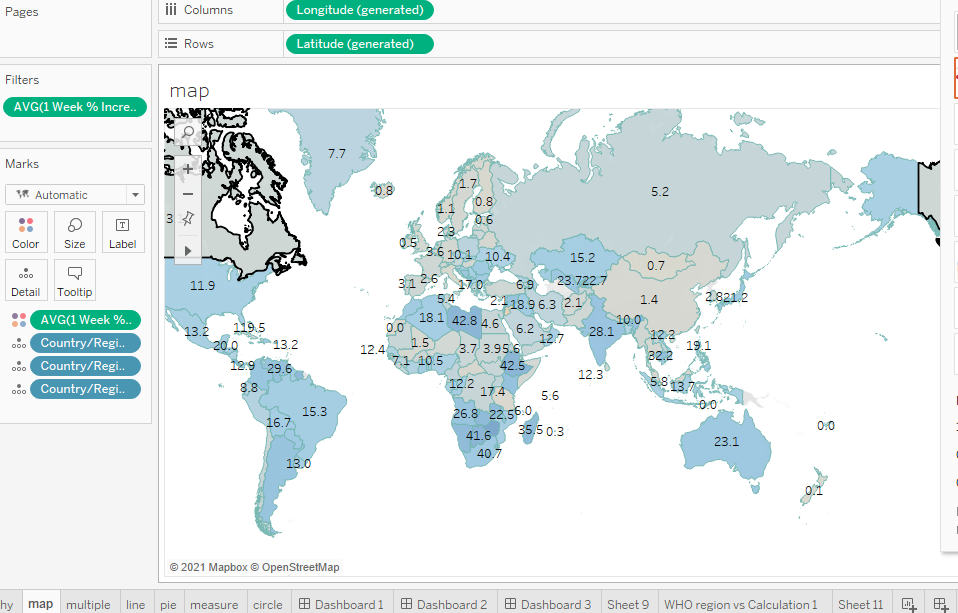 Pages
Columns
Longitude (generated)
Rows
Latitude (generated)
Filters
AVG(1 Week % Incre..
Marks
Automatic
Color
Size
Label
Detail
Tooltip
AVG(1 Week %..
Country/Regi..
Country/Regi..
Country/Regi..
map
7.7
0.8
1.7
0.8
1.1
0.6
5.2
3
2.3
0.5
3.6
10.1
10.4
15.2
0.7
11.9
3.1
2.6
17.0
6.9
23.7
22.7
5.4
2.1
18.9
6.3
2.1
1.4
2.8
21.2
13.2
119.5
0.0
18.1
42.8
4.6
6.2
12.7
28.1
10.0
20.0
13.2
12.4
1.5
3.7
3.9
5.6
12.2
19.1
12.9
29.6
7.1
10.5
42.5
32.2
8.8
12.2
17.4
5.6
12.3
5.8
13.7
15.3
26.8
22.5
6.0
0.0
16.7
41.6
35.5
0.3
0.0
13.0
40.7
23.1
0.1
© 2021 Mapbox © OpenStreetMap
hy
map
multiple
line
pie
measure
circle
Dashboard 1
Dashboard 2
Dashboard 3
Sheet 9
WHO region vs Calculation 1
Sheet 11